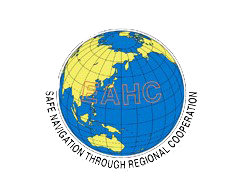 EAHC
SAFE NAVIGATION THROUGH REGIONAL COOPERATION